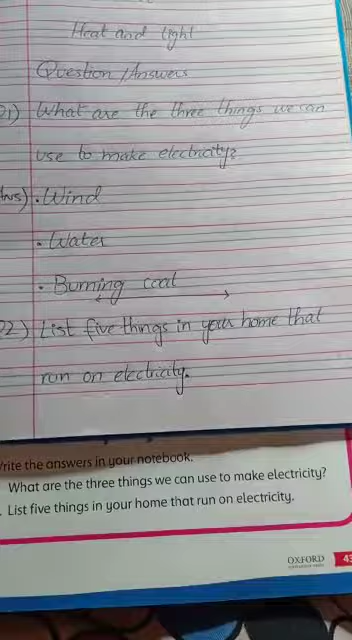 Heat and Light
Question/Answers
Q1) What are the three things we can
use to make electricity?
Ans) • Wind
• Water
• Burning coal
Q2) List five things in your home that
run on electricity.
Write the answers in your notebook.
What are the three things we can use to make electricity?
List five things in your home that run on electricity.
OXFORD
43